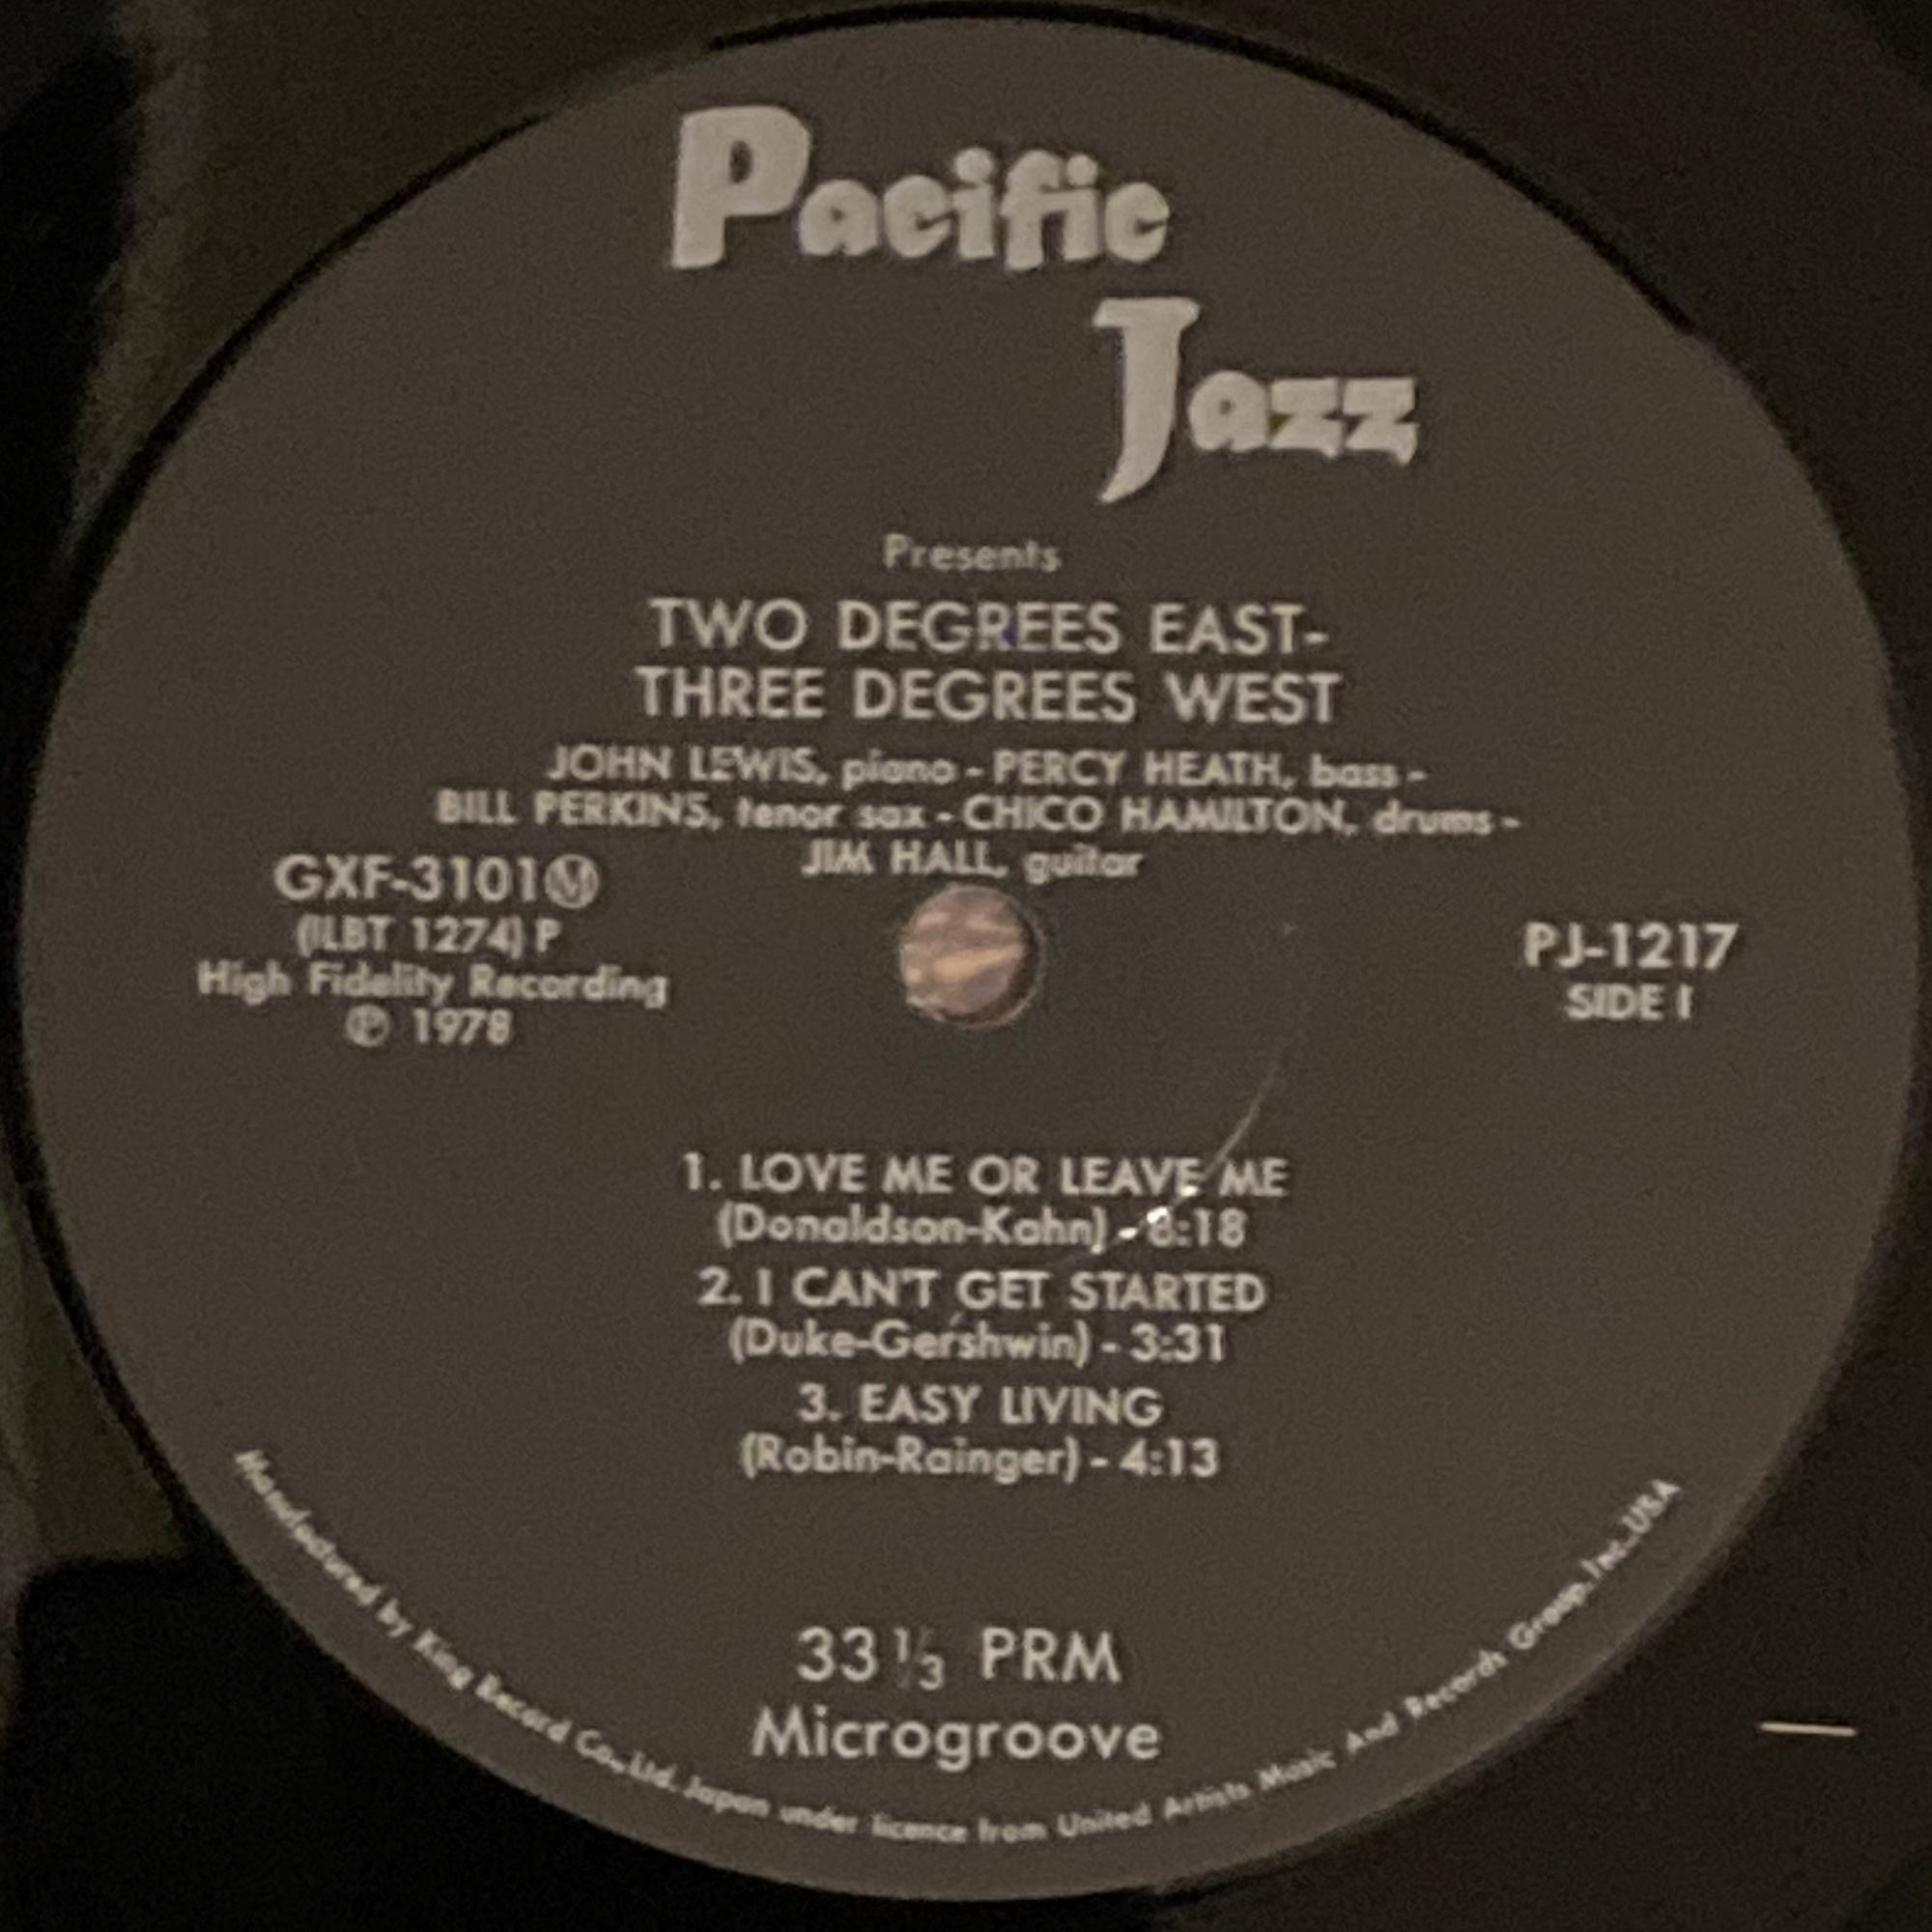 Pacific
Jazz
Presents
TWO DEGREES EAST-
THREE DEGREES WEST
JOHN LEWIS, piano - PERCY HEATH, bass -
BILL PERKINS, tenor sax - CHICO HAMILTON, drums -
JIM HALL, guitar
GXF-3101Ⓜ
(ILBT 1274) P
High Fidelity Recording
℗ 1978
PJ-1217
SIDE I
1. LOVE ME OR LEAVE ME
(Donaldson-Kahn) - 8:18
2. I CAN'T GET STARTED
(Duke-Gershwin) - 3:31
3. EASY LIVING
(Robin-Rainger) - 4:13
33 1/3 PRM
Microgroove
Manufactured by King Record Co., Ltd. Japan under licence from United Artists Music And Records Group, Inc. USA